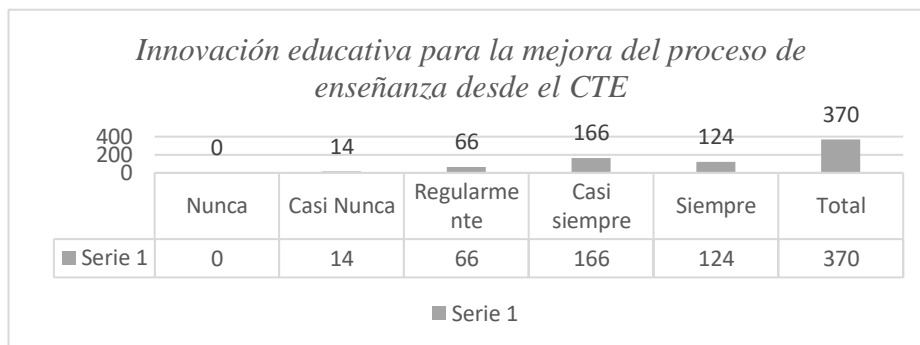 Innovación educativa para la mejora del proceso de
enseñanza desde el CTE
400
200
0
0
14
66
166
124
370
Nunca
Casi Nunca
Regularme
nte
Casi
siempre
Siempre
Total
Serie 1
0
14
66
166
124
370
Serie 1